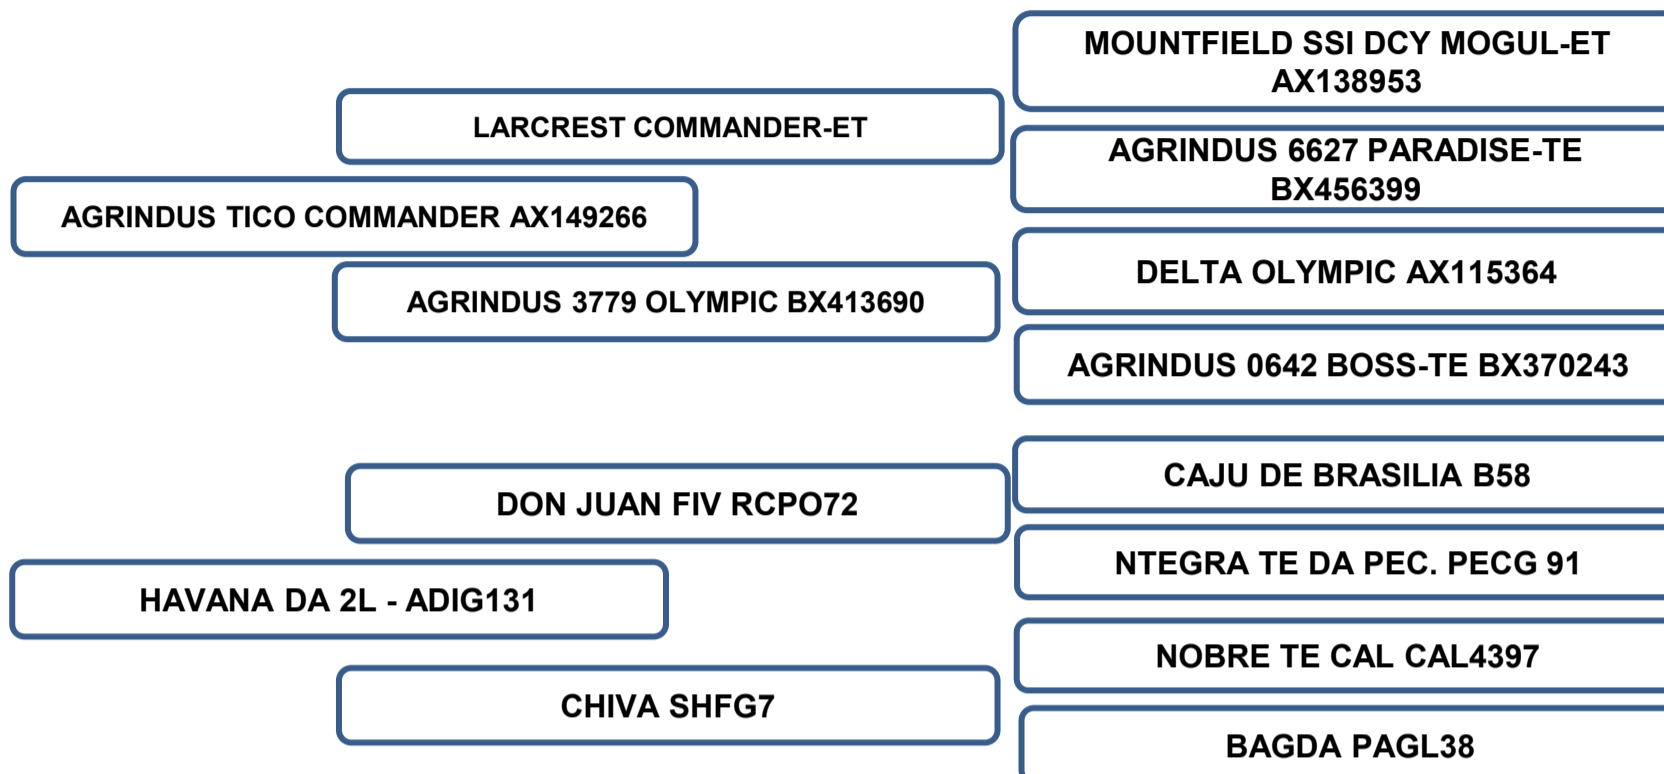 MOUNTFIELD SSI DCY MOGUL-ET
AX138953
LARCREST COMMANDER-ET
AGRINDUS 6627 PARADISE-TE
BX456399
AGRINDUS TICO COMMANDER AX149266
DELTA OLYMPIC AX115364
AGRINDUS 3779 OLYMPIC BX413690
AGRINDUS 0642 BOSS-TE BX370243
CAJU DE BRASILIA B58
DON JUAN FIV RCPO72
NTEGRA TE DA PEC. PECG 91
HAVANA DA 2L - ADIG131
NOBRE TE CAL CAL4397
CHIVA SHFG7
BAGDA PAGL38